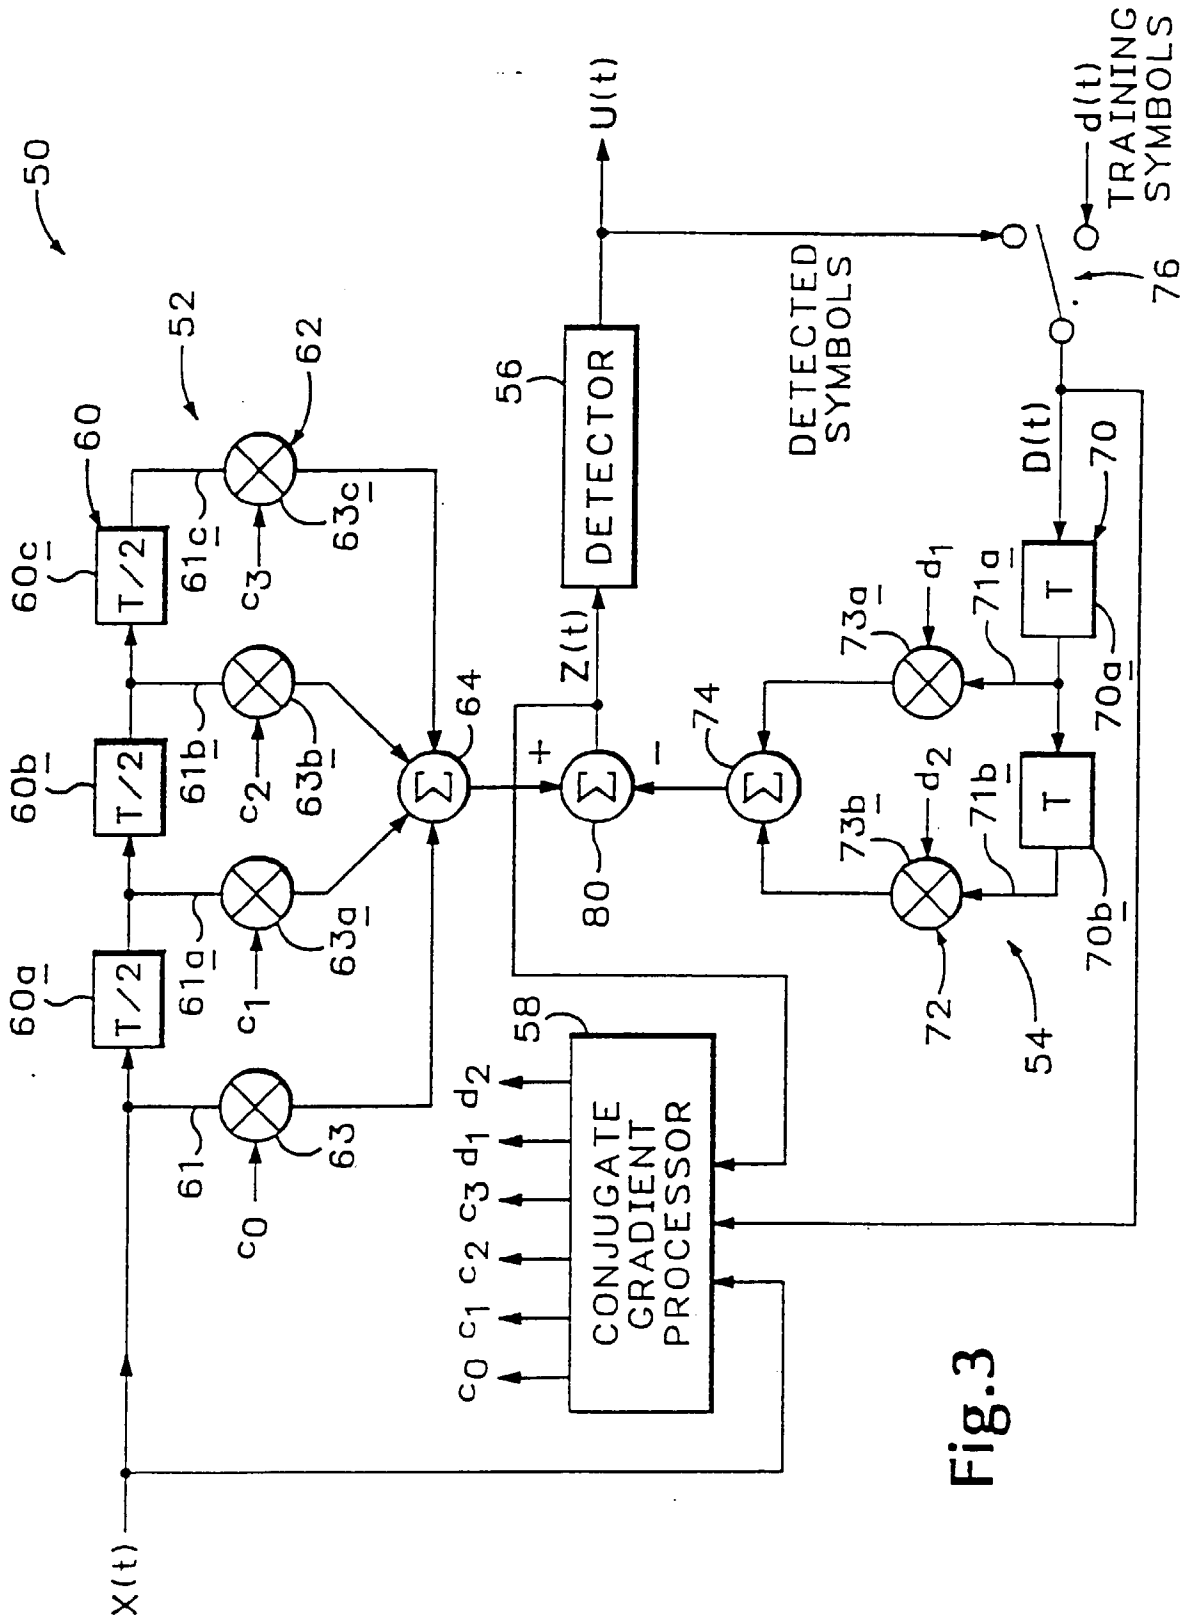 50
52
60a
60b
60c
60
T/2
T/2
T/2
X(t)
61
61a
61b
61c
c0
c1
c2
c3
62
63
63a
63b
63c
64
58
c0
c1
c2
c3
d1
d2
CONJUGATE
GRADIENT
PROCESSOR
+
Σ
Σ
80
−
Z(t)
56
DETECTOR
U(t)
74
Σ
72
73b
73a
d2
d1
71b
71a
54
T
T
70b
70a
70
D(t)
DETECTED
SYMBOLS
76
d(t)
TRAINING
SYMBOLS
Fig.3